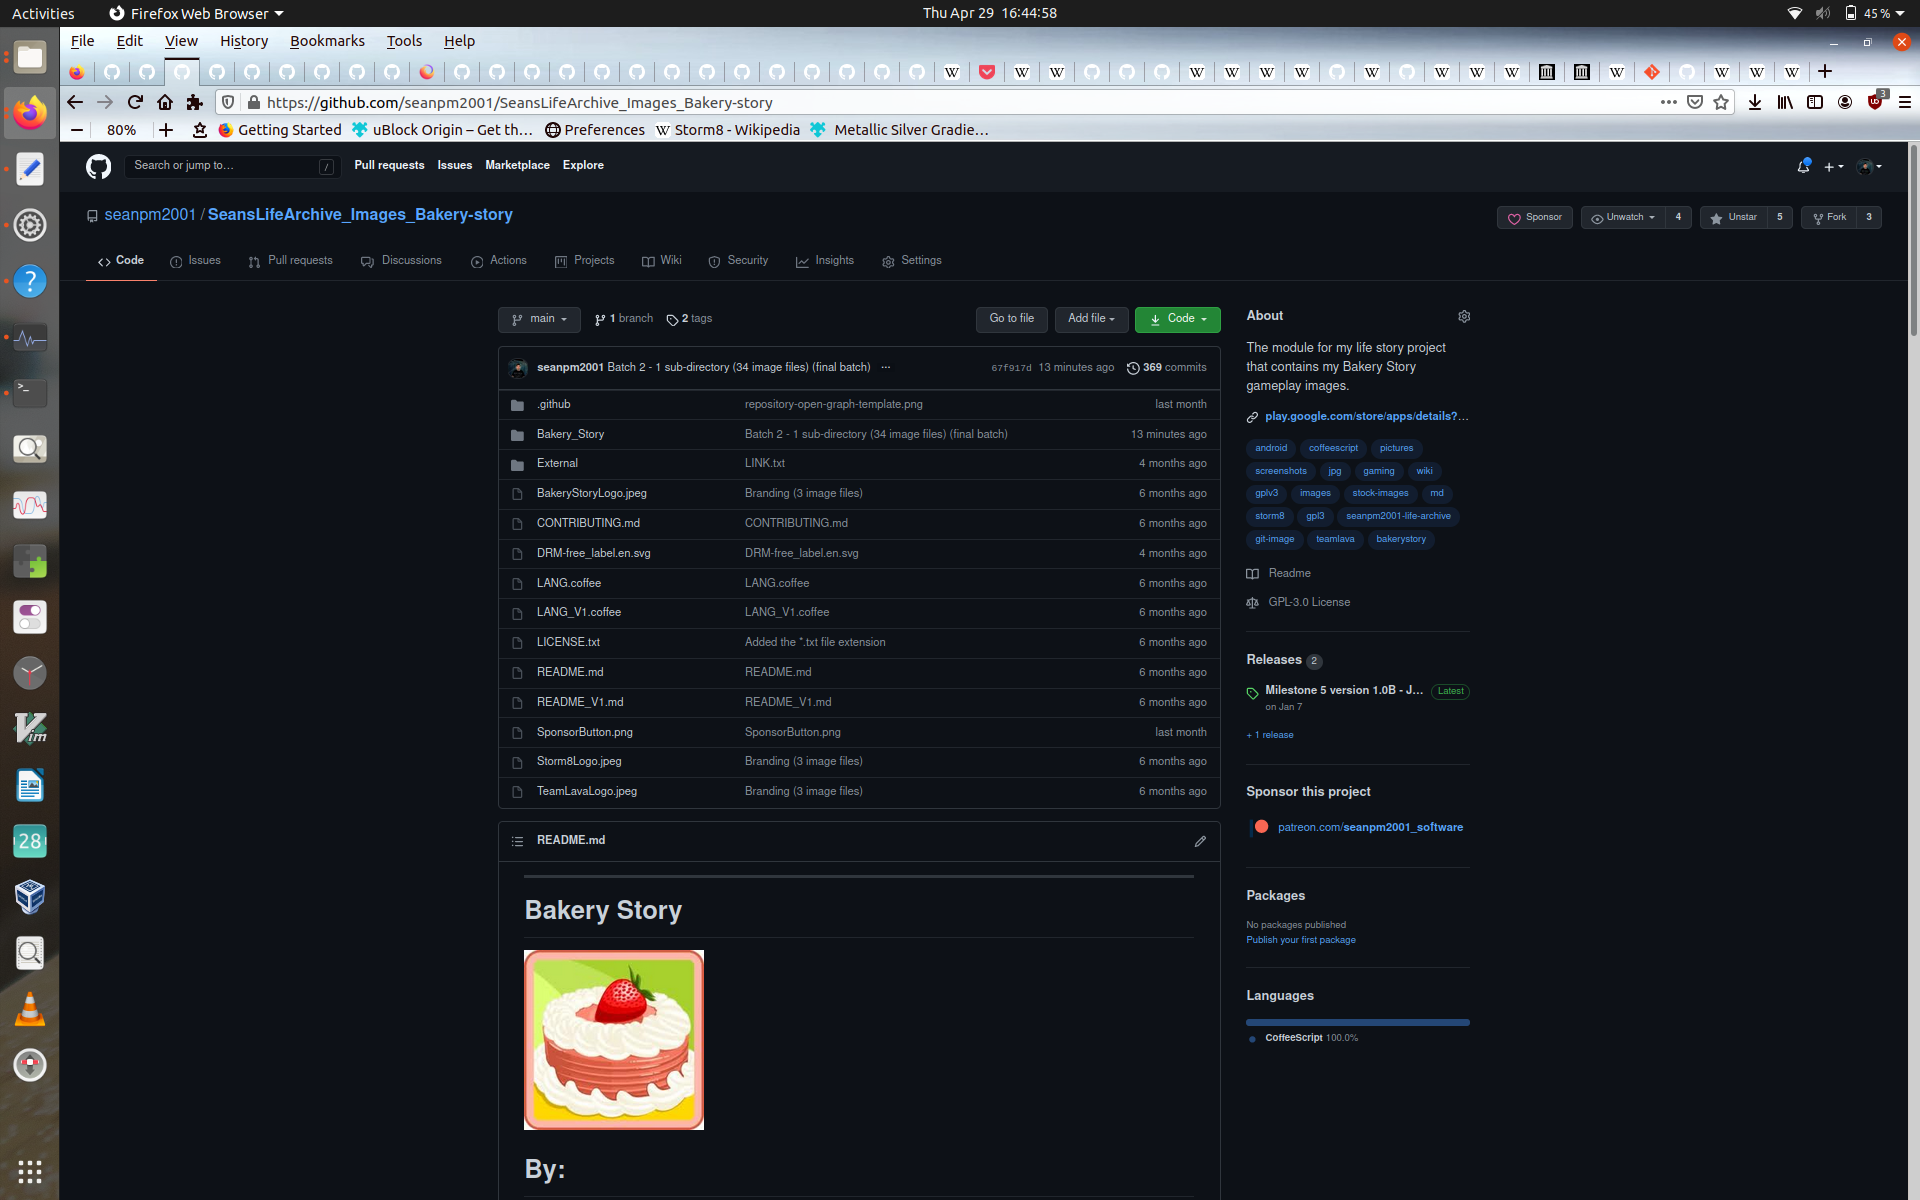 Activities Firefox Web Browser Thu Apr 29 16:44:58 45 %
File Edit View History Bookmarks Tools Help
https://github.com/seanpm2001/SeansLifeArchive_Images_Bakery-story 3
80% Getting Started uBlock Origin – Get th… Preferences Storm8 - Wikipedia Metallic Silver Gradie…
Search or jump to… / Pull requests Issues Marketplace Explore
seanpm2001 / SeansLifeArchive_Images_Bakery-story Sponsor Unwatch 4 Unstar 5 Fork 3
Code Issues Pull requests Discussions Actions Projects Wiki Security Insights Settings
main 1 branch 2 tags Go to file Add file Code
seanpm2001 Batch 2 - 1 sub-directory (34 image files) (final batch) ... 67f917d 13 minutes ago 369 commits
.github repository-open-graph-template.png last month
Bakery_Story Batch 2 - 1 sub-directory (34 image files) (final batch) 13 minutes ago
External LINK.txt 4 months ago
BakeryStoryLogo.jpeg Branding (3 image files) 6 months ago
CONTRIBUTING.md CONTRIBUTING.md 6 months ago
DRM-free_label.en.svg DRM-free_label.en.svg 4 months ago
LANG.coffee LANG.coffee 6 months ago
LANG_V1.coffee LANG_V1.coffee 6 months ago
LICENSE.txt Added the *.txt file extension 6 months ago
README.md README.md 6 months ago
README_V1.md README_V1.md 6 months ago
SponsorButton.png SponsorButton.png last month
Storm8Logo.jpeg Branding (3 image files) 6 months ago
TeamLavaLogo.jpeg Branding (3 image files) 6 months ago
README.md
Bakery Story
By:
About
The module for my life story project
that contains my Bakery Story
gameplay images.
play.google.com/store/apps/details?…
android coffeescript pictures
screenshots jpg gaming wiki
gplv3 images stock-images md
storm8 gpl3 seanpm2001-life-archive
git-image teamlava bakerystory
Readme
GPL-3.0 License
Releases 2
Milestone 5 version 1.0B - J… Latest
on Jan 7
+ 1 release
Sponsor this project
patreon.com/seanpm2001_software
Packages
No packages published
Publish your first package
Languages
CoffeeScript 100.0%
28
Vim